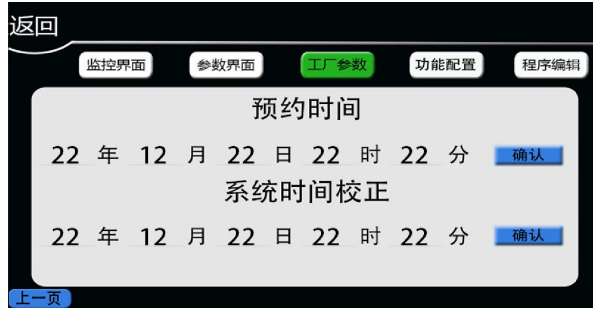 返回
监控界面 参数界面 工厂参数 功能配置 程序编辑
预约时间
22 年 12 月 22 日 22 时 22 分 确认
系统时间校正
22 年 12 月 22 日 22 时 22 分 确认
上一页